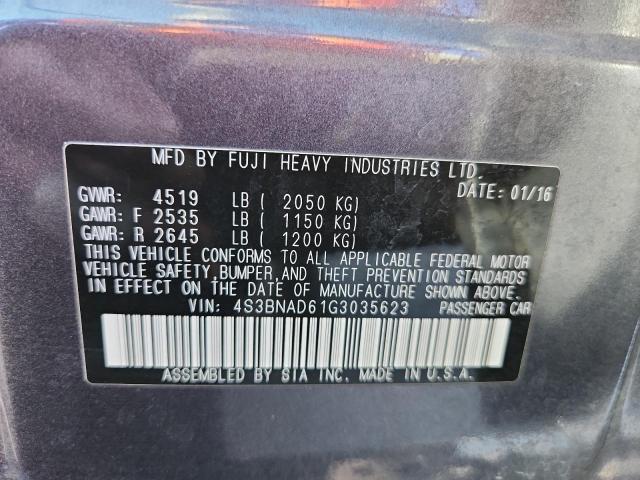 MFD BY FUJI HEAVY INDUSTRIES LTD.
DATE: 01/16
GVWR: 4519 LB ( 2050 KG)
GAWR: F 2535 LB ( 1150 KG)
GAWR: R 2645 LB ( 1200 KG)
THIS VEHICLE CONFORMS TO ALL APPLICABLE FEDERAL MOTOR
VEHICLE SAFETY, BUMPER, AND THEFT PREVENTION STANDARDS
IN EFFECT ON THE DATE OF MANUFACTURE SHOWN ABOVE.
VIN: 4S3BNAD61G3035623 PASSENGER CAR
ASSEMBLED BY SIA INC. MADE IN U.S.A.